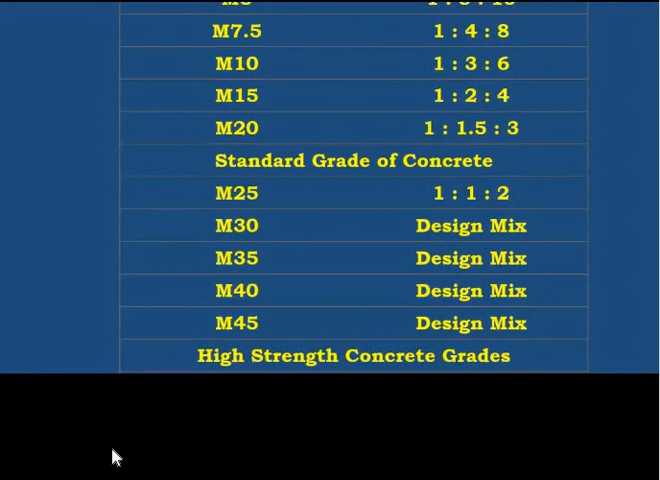 M7.5 1 : 4 : 8
M10 1 : 3 : 6
M15 1 : 2 : 4
M20 1 : 1.5 : 3
Standard Grade of Concrete
M25 1 : 1 : 2
M30 Design Mix
M35 Design Mix
M40 Design Mix
M45 Design Mix
High Strength Concrete Grades